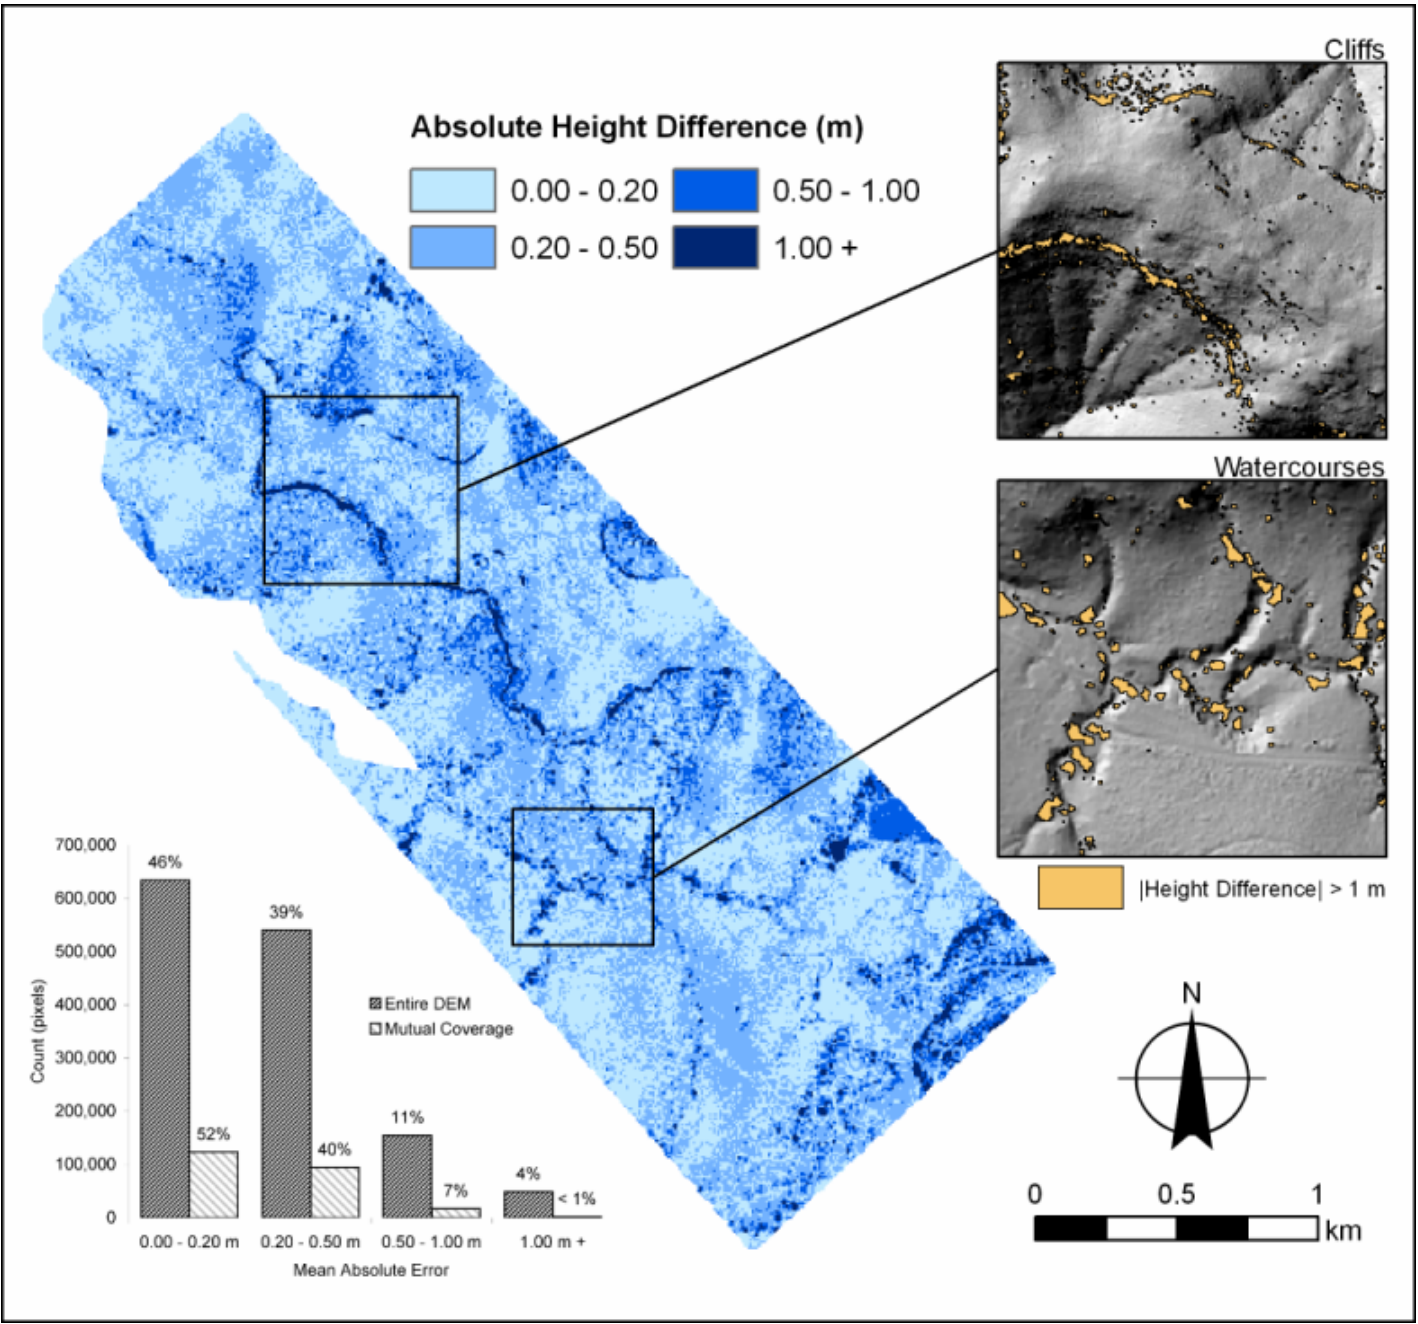 Cliffs
Absolute Height Difference (m)
0.00 - 0.20
0.50 - 1.00
0.20 - 0.50
1.00 +
Watercourses
|Height Difference| > 1 m
700,000
600,000
500,000
400,000
300,000
200,000
100,000
0
Count (pixels)
46%
52%
39%
40%
11%
7%
4%
< 1%
Entire DEM
Mutual Coverage
0.00 - 0.20 m
0.20 - 0.50 m
0.50 - 1.00 m
1.00 m +
Mean Absolute Error
N
0 0.5 1
km